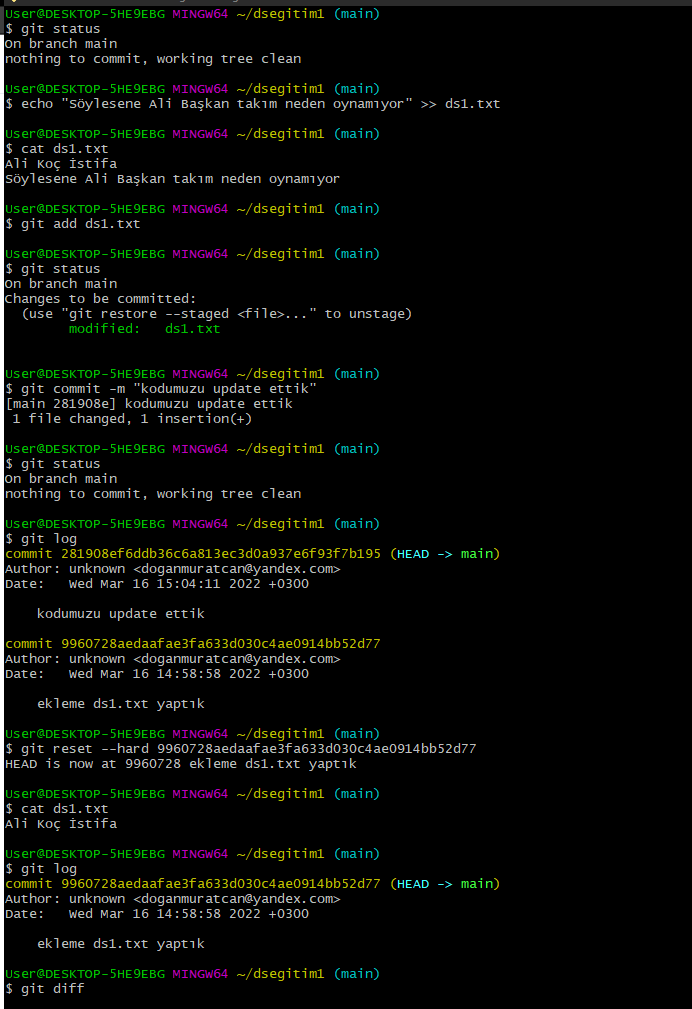 User@DESKTOP-5HE9EBG MINGW64 ~/dsegitim1 (main)
$ git status
On branch main
nothing to commit, working tree clean
User@DESKTOP-5HE9EBG MINGW64 ~/dsegitim1 (main)
$ echo "Söylesene Ali Başkan takım neden oynamıyor" >> ds1.txt
User@DESKTOP-5HE9EBG MINGW64 ~/dsegitim1 (main)
$ cat ds1.txt
Ali Koç İstifa
Söylesene Ali Başkan takım neden oynamıyor
User@DESKTOP-5HE9EBG MINGW64 ~/dsegitim1 (main)
$ git add ds1.txt
User@DESKTOP-5HE9EBG MINGW64 ~/dsegitim1 (main)
$ git status
On branch main
Changes to be committed:
  (use "git restore --staged <file>..." to unstage)
        modified:   ds1.txt
User@DESKTOP-5HE9EBG MINGW64 ~/dsegitim1 (main)
$ git commit -m "kodumuzu update ettik"
[main 281908e] kodumuzu update ettik
 1 file changed, 1 insertion(+)
User@DESKTOP-5HE9EBG MINGW64 ~/dsegitim1 (main)
$ git status
On branch main
nothing to commit, working tree clean
User@DESKTOP-5HE9EBG MINGW64 ~/dsegitim1 (main)
$ git log
commit 281908ef6ddb36c6a813ec3d0a937e6f93f7b195 (HEAD -> main)
Author: unknown <doganmuratcan@yandex.com>
Date:   Wed Mar 16 15:04:11 2022 +0300
    kodumuzu update ettik
commit 9960728aedaafae3fa633d030c4ae0914bb52d77
Author: unknown <doganmuratcan@yandex.com>
Date:   Wed Mar 16 14:58:58 2022 +0300
    ekleme ds1.txt yaptık
User@DESKTOP-5HE9EBG MINGW64 ~/dsegitim1 (main)
$ git reset --hard 9960728aedaafae3fa633d030c4ae0914bb52d77
HEAD is now at 9960728 ekleme ds1.txt yaptık
User@DESKTOP-5HE9EBG MINGW64 ~/dsegitim1 (main)
$ cat ds1.txt
Ali Koç İstifa
User@DESKTOP-5HE9EBG MINGW64 ~/dsegitim1 (main)
$ git log
commit 9960728aedaafae3fa633d030c4ae0914bb52d77 (HEAD -> main)
Author: unknown <doganmuratcan@yandex.com>
Date:   Wed Mar 16 14:58:58 2022 +0300
    ekleme ds1.txt yaptık
User@DESKTOP-5HE9EBG MINGW64 ~/dsegitim1 (main)
$ git diff